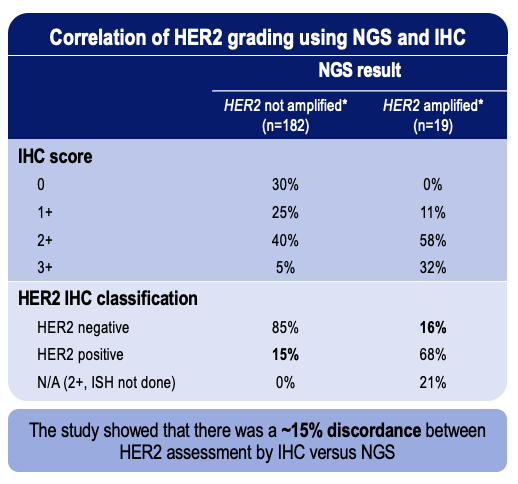 Correlation of HER2 grading using NGS and IHC
NGS result
HER2 not amplified* HER2 amplified*
(n=182) (n=19)
IHC score
0 30% 0%
1+ 25% 11%
2+ 40% 58%
3+ 5% 32%
HER2 IHC classification
HER2 negative 85% 16%
HER2 positive 15% 68%
N/A (2+, ISH not done) 0% 21%
The study showed that there was a ~15% discordance between
HER2 assessment by IHC versus NGS